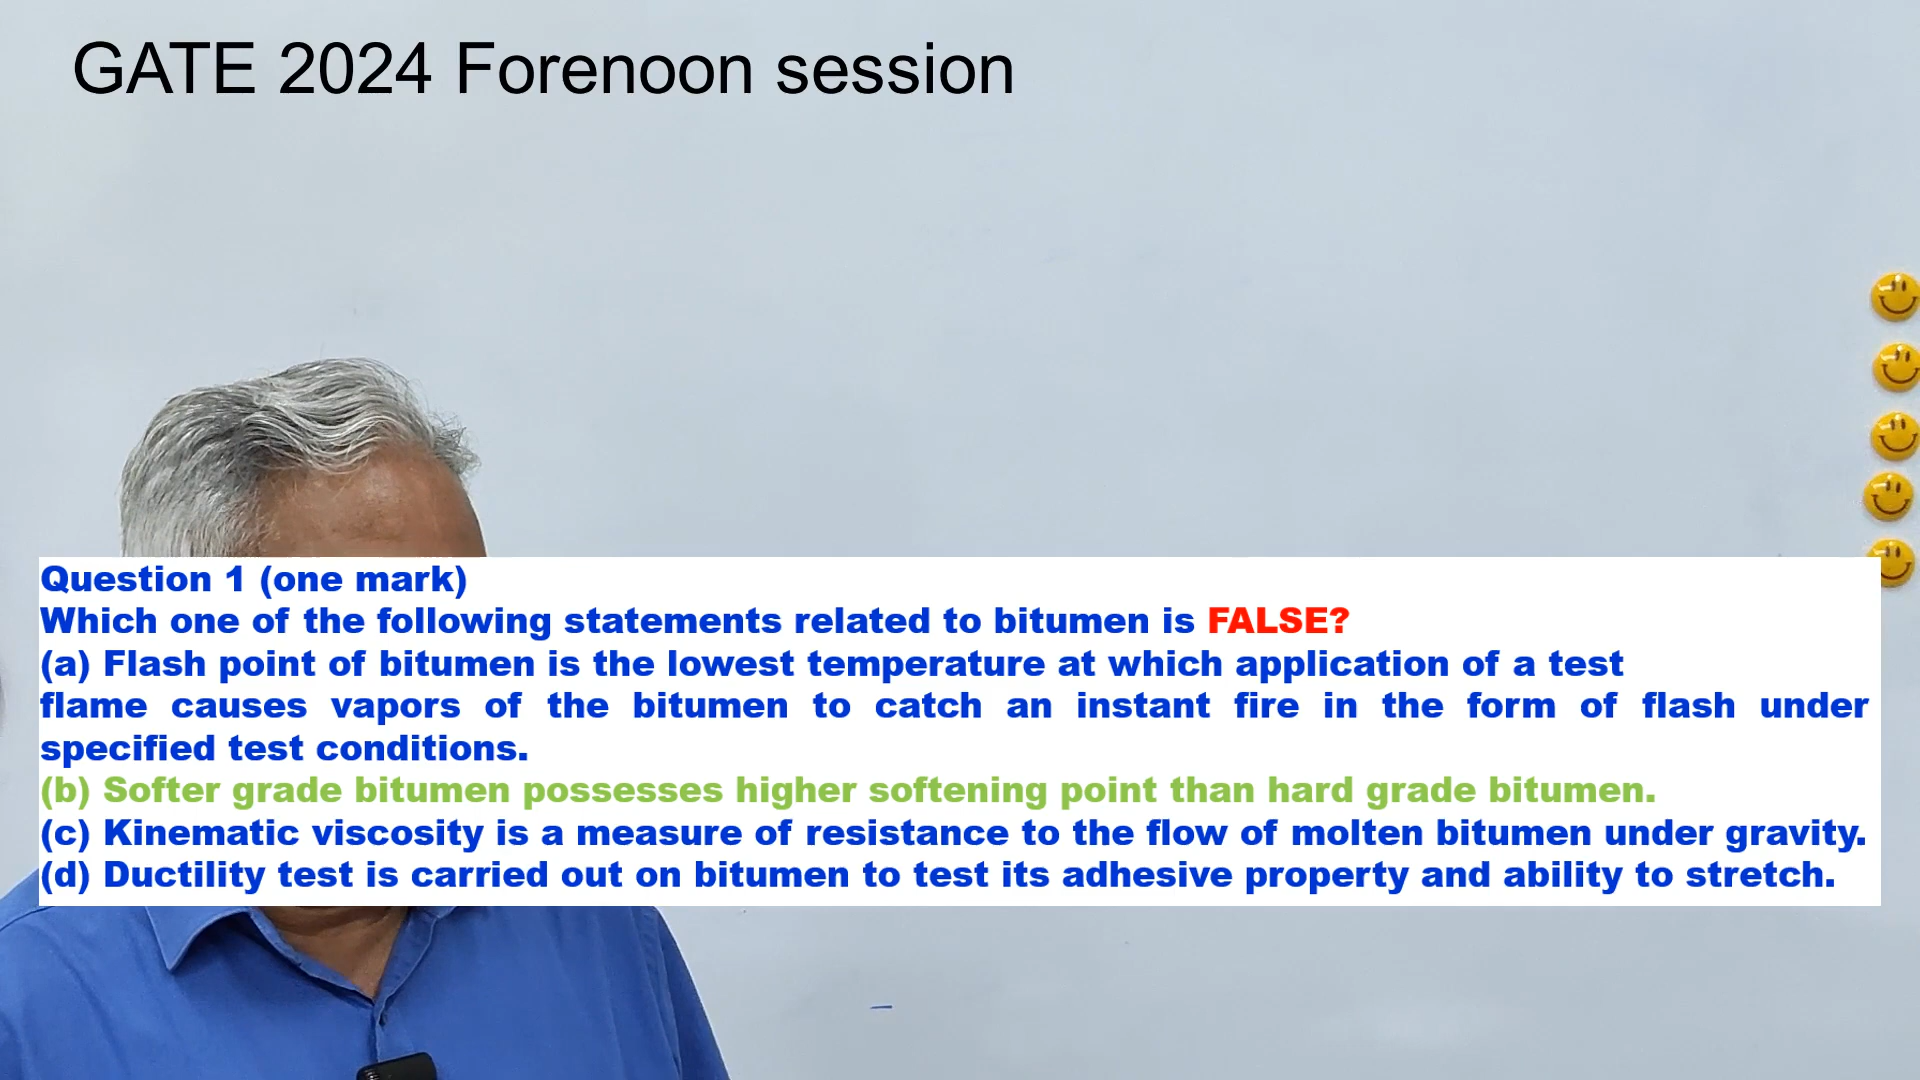 GATE 2024 Forenoon session
Question 1 (one mark)
Which one of the following statements related to bitumen is FALSE?
(a) Flash point of bitumen is the lowest temperature at which application of a test
flame causes vapors of the bitumen to catch an instant fire in the form of flash under
specified test conditions.
(b) Softer grade bitumen possesses higher softening point than hard grade bitumen.
(c) Kinematic viscosity is a measure of resistance to the flow of molten bitumen under gravity.
(d) Ductility test is carried out on bitumen to test its adhesive property and ability to stretch.